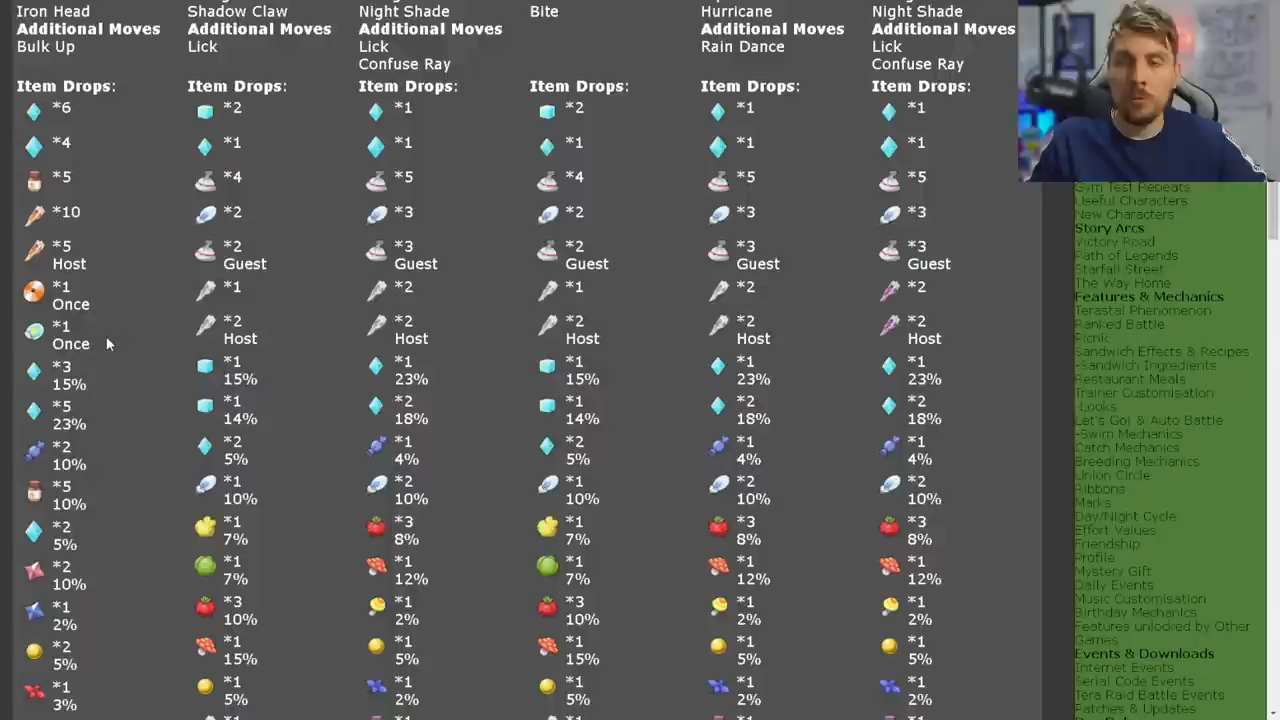 Iron Head
Additional Moves
Bulk Up
Item Drops:
*6
*4
*5
*10
*5
Host
*1
Once
*1
Once
*3
15%
*5
23%
*2
10%
*5
10%
*2
5%
*2
10%
*1
2%
*2
5%
*1
3%
Shadow Claw
Additional Moves
Lick
Item Drops:
*2
*1
*4
*2
*2
Guest
*1
*2
Host
*1
15%
*1
14%
*2
5%
*1
10%
*1
7%
*1
7%
*3
10%
*1
15%
*1
5%
Night Shade
Additional Moves
Lick
Confuse Ray
Item Drops:
*1
*1
*5
*3
*3
Guest
*2
*2
Host
*1
23%
*2
18%
*1
4%
*2
10%
*3
8%
*1
12%
*1
2%
*1
5%
*1
2%
Bite
Item Drops:
*2
*1
*4
*2
*2
Guest
*1
*2
Host
*1
15%
*1
14%
*2
5%
*1
10%
*1
7%
*1
7%
*3
10%
*1
15%
*1
5%
Hurricane
Additional Moves
Rain Dance
Item Drops:
*1
*1
*5
*3
*3
Guest
*2
*2
Host
*1
23%
*2
18%
*1
4%
*2
10%
*3
8%
*1
12%
*1
2%
*1
5%
*1
2%
Night Shade
Additional Moves
Lick
Confuse Ray
Item Drops:
*1
*1
*5
*3
*3
Guest
*2
*2
Host
*1
23%
*2
18%
*1
4%
*2
10%
*3
8%
*1
12%
*1
2%
*1
5%
*1
2%
Gym Test Repeats
Useful Characters
New Characters
Story Arcs
Victory Road
Path of Legends
Starfall Street
The Way Home
Features & Mechanics
Terastal Phenomenon
Ranked Battle
Picnic
Sandwich Effects & Recipes
-Sandwich Ingredients
Restaurant Meals
Trainer Customisation
-Looks
Let's Go! & Auto Battle
-Swim Mechanics
Catch Mechanics
Breeding Mechanics
Union Circle
Ribbons
Marks
Day/Night Cycle
Effort Values
Friendship
Profile
Mystery Gift
Daily Events
Music Customisation
Birthday Mechanics
Features unlocked by Other
Games
Events & Downloads
Internet Events
Serial Code Events
Tera Raid Battle Events
Patches & Updates